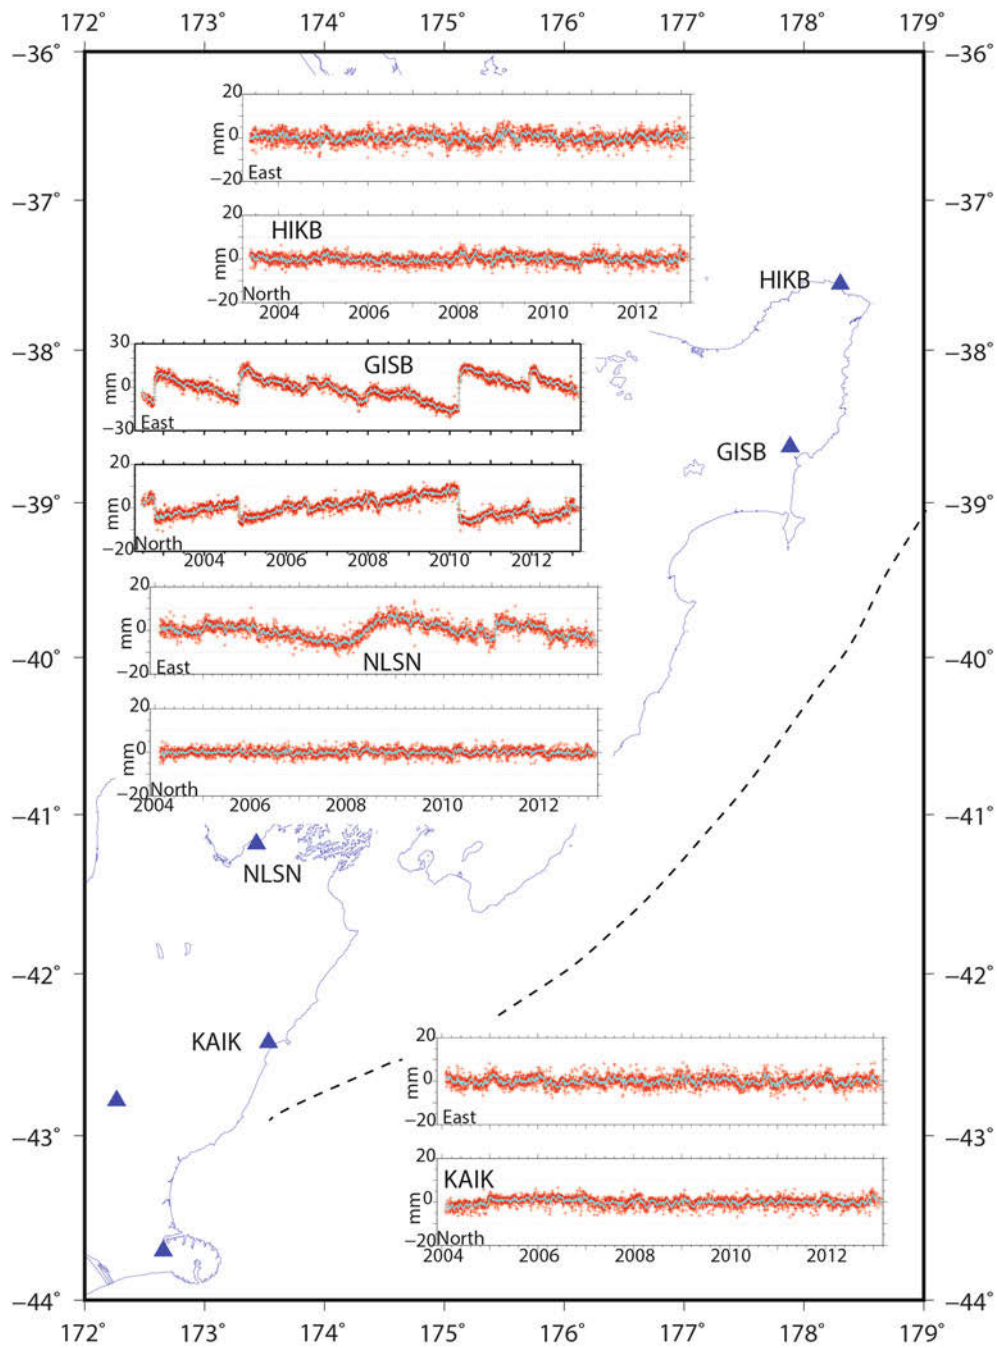 172 173 174 175 176 177 178 179
−36° −36°
20
0
mm
−20 East
−37° −37°
20
HIKB
0
mm
−20 North
2004 2006 2008 2010 2012
HIKB
30
GISB
0
mm
−30 East
−38° −38°
20
0
mm
−20 North
2004 2006 2008 2010 2012
GISB
−39° −39°
20
0
mm
NLSN
−20 East
−40° −40°
20
0
mm
−20 North
2004 2006 2008 2010 2012
−41° −41°
NLSN
−42° −42°
KAIK
20
0
mm
−20 East
−43° −43°
20
KAIK
0
mm
−20 North
2004 2006 2008 2010 2012
−44° −44°
172° 173° 174° 175° 176° 177° 178° 179°